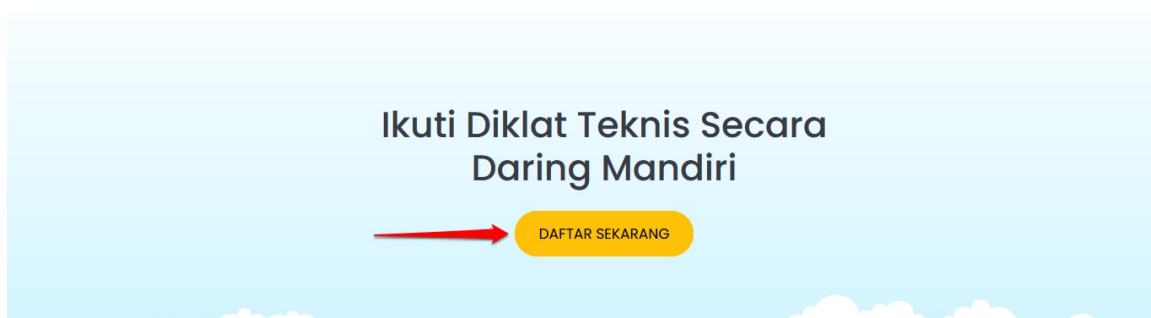 Ikuti Diklat Teknis Secara
Daring Mandiri
DAFTAR SEKARANG